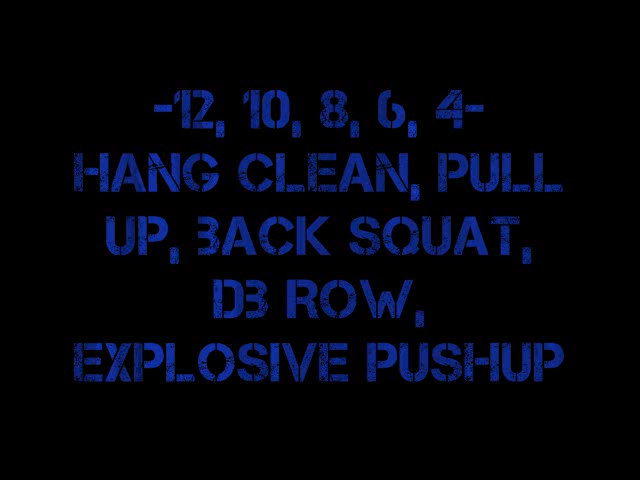 -12, 10, 8, 6, 4-
HANG CLEAN, PULL
UP, BACK SQUAT,
DB ROW,
EXPLOSIVE PUSHUP